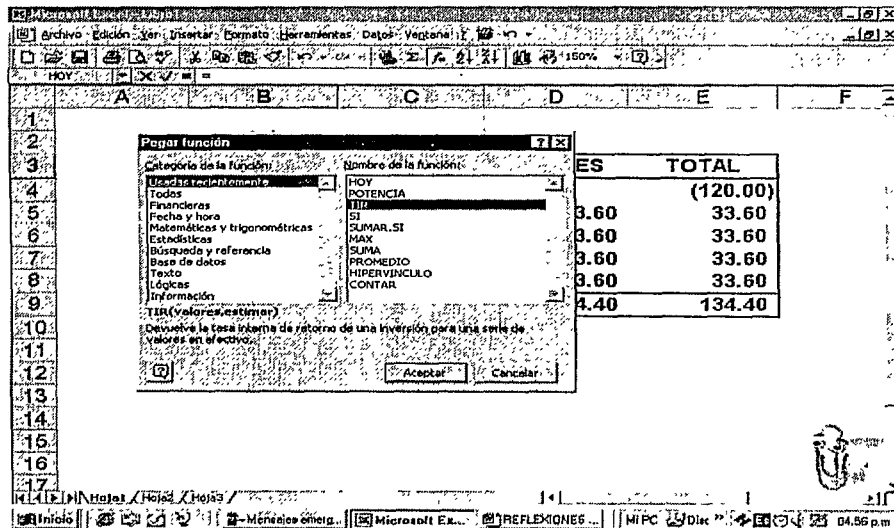 Archivo Edición Ver Insertar Formato Herramientas Datos Ventana ?
150%
HOY =
A B C D E F
1
2
3 ES TOTAL
4 (120.00)
5 3.60 33.60
6 3.60 33.60
7 3.60 33.60
8 3.60 33.60
9 4.40 134.40
10
11
12
13
14
15
16
17
Pegar función
Categoría de la función: Nombre de la función:
Usadas recientemente HOY
Todas POTENCIA
Financieras TIR
Fecha y hora SI
Matemáticas y trigonométricas SUMAR.SI
Estadísticas MAX
Búsqueda y referencia SUMA
Base de datos PROMEDIO
Texto HIPERVINCULO
Lógicas CONTAR
Información
TIR(valores,estimar)
Devuelve la tasa interna de retorno de una inversión para una serie de
valores en efectivo.
Aceptar Cancelar
Hoja1 Hoja2 Hoja3
Inicio Microsoft Ex... REFLEXIONES ... Mi PC 04:56 p.m.